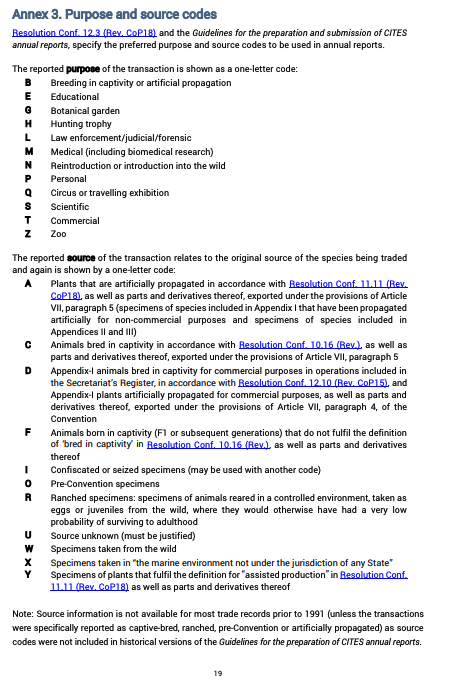 Annex 3. Purpose and source codes
Resolution Conf. 12.3 (Rev. CoP18) and the Guidelines for the preparation and submission of CITES
annual reports, specify the preferred purpose and source codes to be used in annual reports.
The reported purpose of the transaction is shown as a one-letter code:
B Breeding in captivity or artificial propagation
E Educational
G Botanical garden
H Hunting trophy
L Law enforcement/judicial/forensic
M Medical (including biomedical research)
N Reintroduction or introduction into the wild
P Personal
Q Circus or travelling exhibition
S Scientific
T Commercial
Z Zoo
The reported source of the transaction relates to the original source of the species being traded
and again is shown by a one-letter code:
A Plants that are artificially propagated in accordance with Resolution Conf. 11.11 (Rev.
CoP18), as well as parts and derivatives thereof, exported under the provisions of Article
VII, paragraph 5 (specimens of species included in Appendix I that have been propagated
artificially for non-commercial purposes and specimens of species included in
Appendices II and III)
C Animals bred in captivity in accordance with Resolution Conf. 10.16 (Rev.), as well as
parts and derivatives thereof, exported under the provisions of Article VII, paragraph 5
D Appendix-I animals bred in captivity for commercial purposes in operations included in
the Secretariat's Register, in accordance with Resolution Conf. 12.10 (Rev. CoP15), and
Appendix-I plants artificially propagated for commercial purposes, as well as parts and
derivatives thereof, exported under the provisions of Article VII, paragraph 4, of the
Convention
F Animals born in captivity (F1 or subsequent generations) that do not fulfil the definition
of 'bred in captivity' in Resolution Conf. 10.16 (Rev.), as well as parts and derivatives
thereof
I Confiscated or seized specimens (may be used with another code)
O Pre-Convention specimens
R Ranched specimens: specimens of animals reared in a controlled environment, taken as
eggs or juveniles from the wild, where they would otherwise have had a very low
probability of surviving to adulthood
U Source unknown (must be justified)
W Specimens taken from the wild
X Specimens taken in "the marine environment not under the jurisdiction of any State"
Y Specimens of plants that fulfil the definition for "assisted production" in Resolution Conf.
11.11 (Rev. CoP18) as well as parts and derivatives thereof
Note: Source information is not available for most trade records prior to 1991 (unless the transactions
were specifically reported as captive-bred, ranched, pre-Convention or artificially propagated) as source
codes were not included in historical versions of the Guidelines for the preparation of CITES annual reports.
19